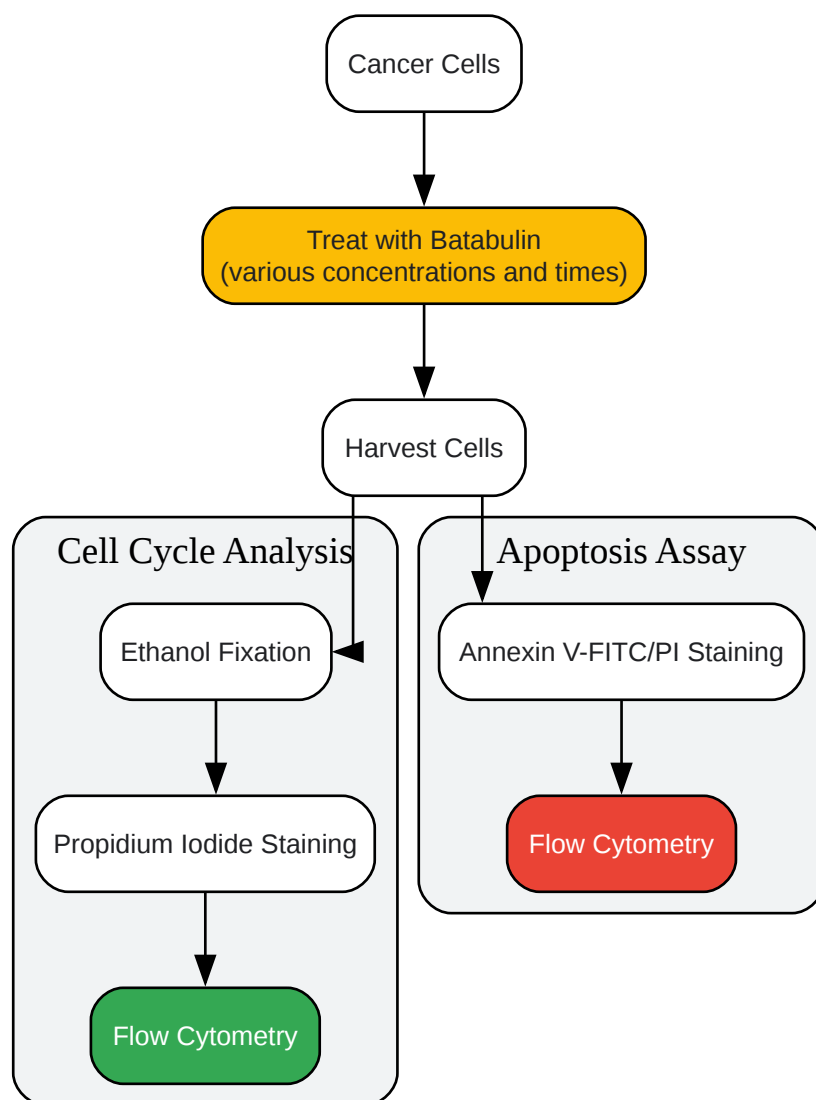 Cancer Cells
Treat with Batabulin
(various concentrations and times)
Harvest Cells
Cell Cycle Analysis
Ethanol Fixation
Propidium Iodide Staining
Flow Cytometry
Apoptosis Assay
Annexin V-FITC/PI Staining
Flow Cytometry